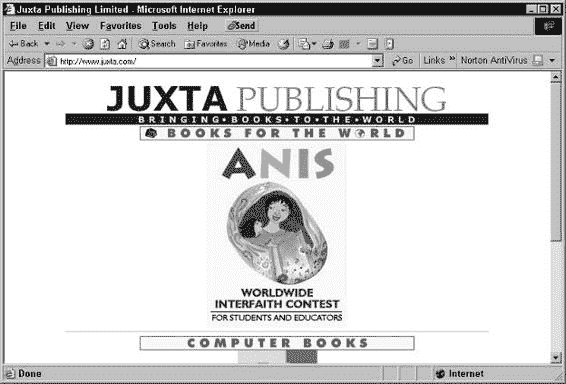 Juxta Publishing Limited - Microsoft Internet Explorer
File Edit View Favorites Tools Help Send
Back Search Favorites Media
Address http://www.juxta.com/ Go Links » Norton AntiVirus
JUXTA PUBLISHING
BRINGING•BOOKS•TO•THE•WORLD
BOOKS FOR THE WORLD
ANIS
WORLDWIDE
INTERFAITH CONTEST
FOR STUDENTS AND EDUCATORS
COMPUTER BOOKS
Done Internet